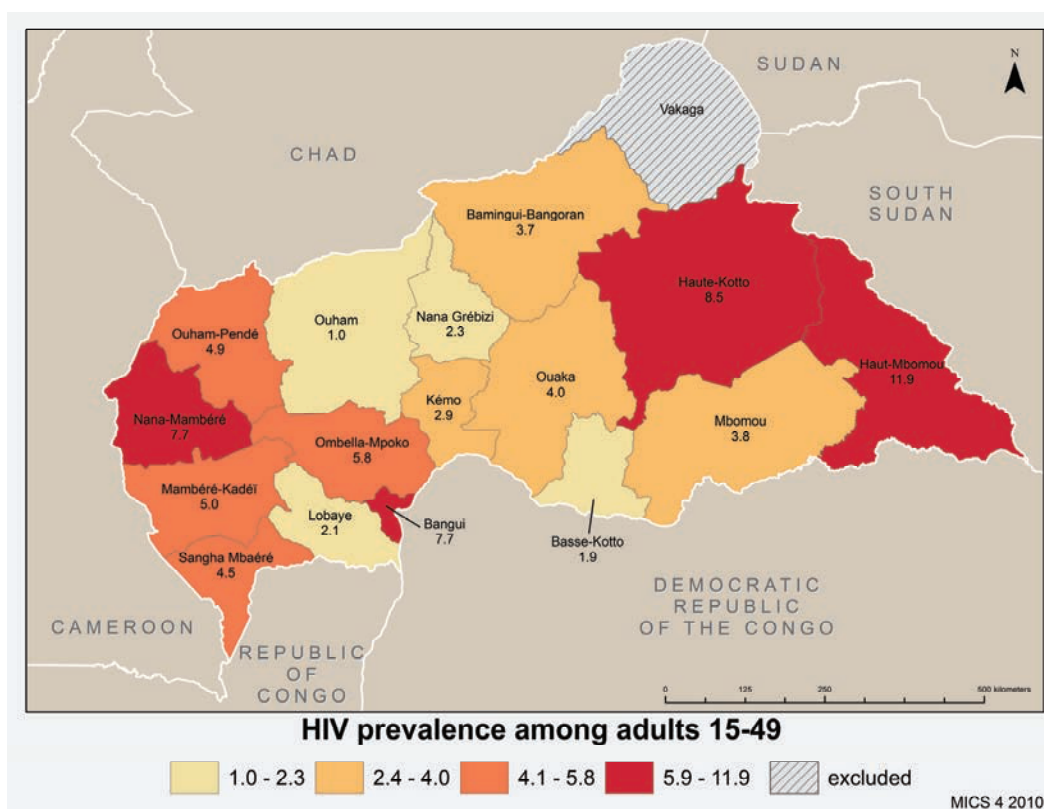 SUDAN
N
Vakaga
CHAD
SOUTH
SUDAN
Bamingui-Bangoran
3.7
Haute-Kotto
8.5
Ouham
1.0
Nana Grébizi
2.3
Ouham-Pendé
4.9
Haut-Mbomou
11.9
Ouaka
4.0
Kémo
2.9
Nana-Mambéré
7.7
Mbomou
3.8
Ombella-Mpoko
5.8
Mambéré-Kadéï
5.0
Lobaye
2.1
Bangui
7.7
Basse-Kotto
1.9
Sangha Mbaéré
4.5
DEMOCRATIC
REPUBLIC
OF THE CONGO
CAMEROON
REPUBLIC
OF
CONGO
0 125 250 500 kilometers
HIV prevalence among adults 15-49
1.0 - 2.3 2.4 - 4.0 4.1 - 5.8 5.9 - 11.9 excluded
MICS 4 2010